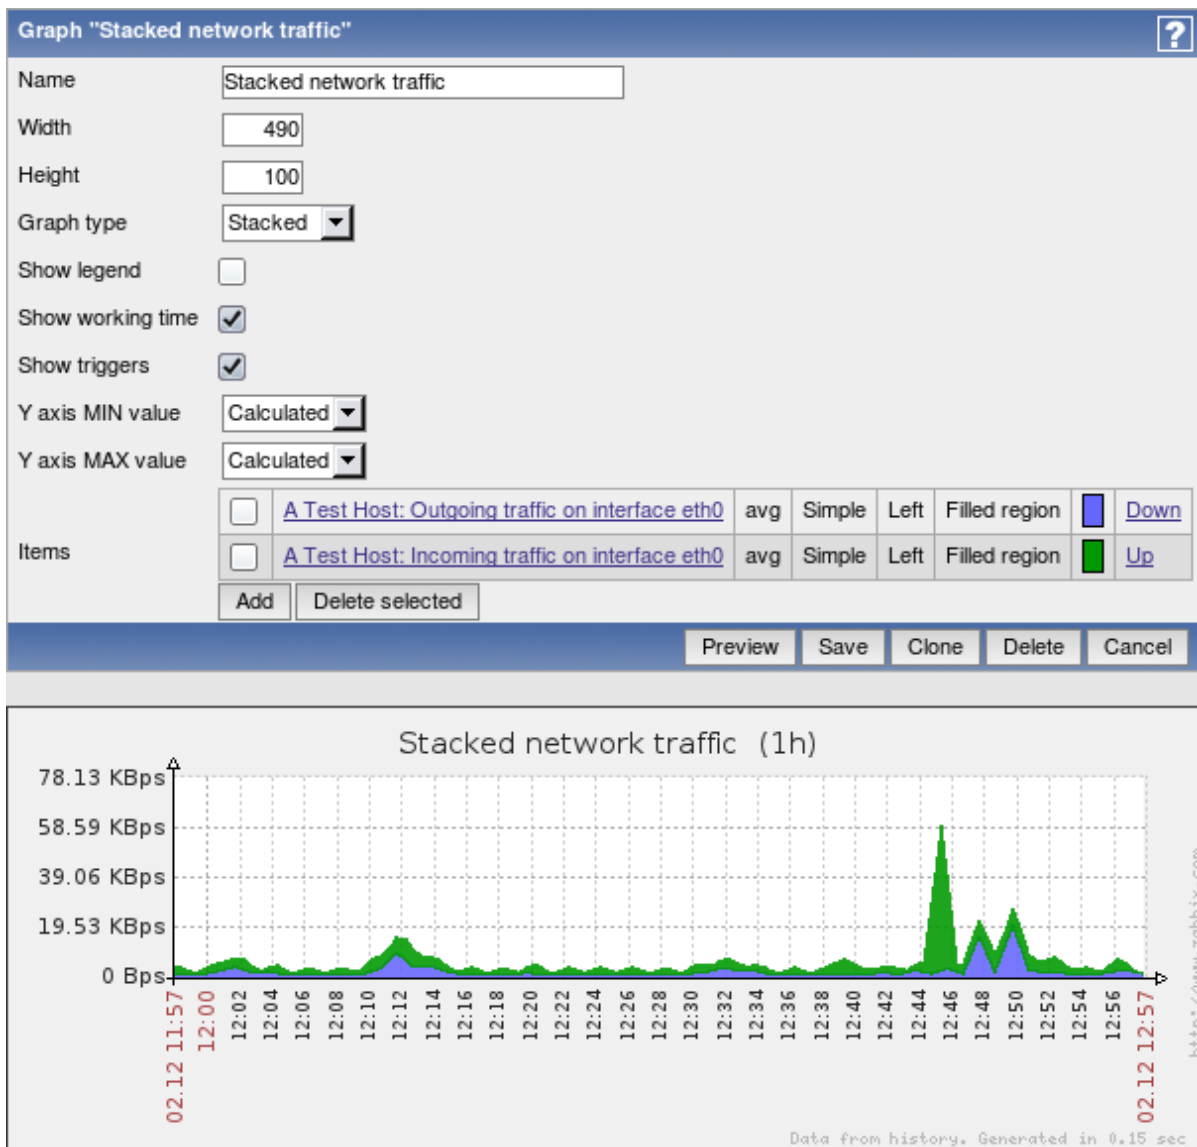 Graph "Stacked network traffic"
?
Name Stacked network traffic
Width 490
Height 100
Graph type Stacked
Show legend
Show working time
Show triggers
Y axis MIN value Calculated
Y axis MAX value Calculated
Items
A Test Host: Outgoing traffic on interface eth0 avg Simple Left Filled region Down
A Test Host: Incoming traffic on interface eth0 avg Simple Left Filled region Up
Add Delete selected
Preview Save Clone Delete Cancel
Stacked network traffic (1h)
78.13 KBps
58.59 KBps
39.06 KBps
19.53 KBps
0 Bps
02.12 11:57 12:00 12:02 12:04 12:06 12:08 12:10 12:12 12:14 12:16 12:18 12:20 12:22 12:24 12:26 12:28 12:30 12:32 12:34 12:36 12:38 12:40 12:42 12:44 12:46 12:48 12:50 12:52 12:54 12:56 02.12 12:57
Data from history. Generated in 0.15 sec